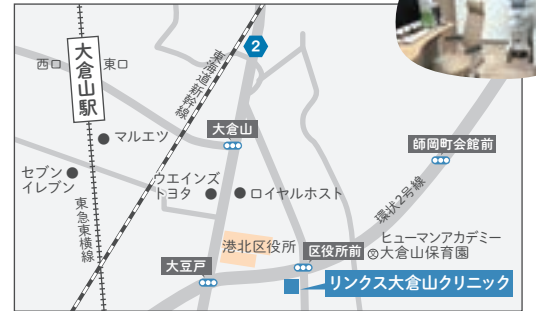 2
西口
大倉山駅
東口
東海道新幹線
マルエツ
大倉山
師岡町会館前
セブン
イレブン
ウエインズ
トヨタ
ロイヤルホスト
環状2号線
東急東横線
港北区役所
区役所前
ヒューマンアカデミー
大倉山保育園
大豆戸
リンクス大倉山クリニック